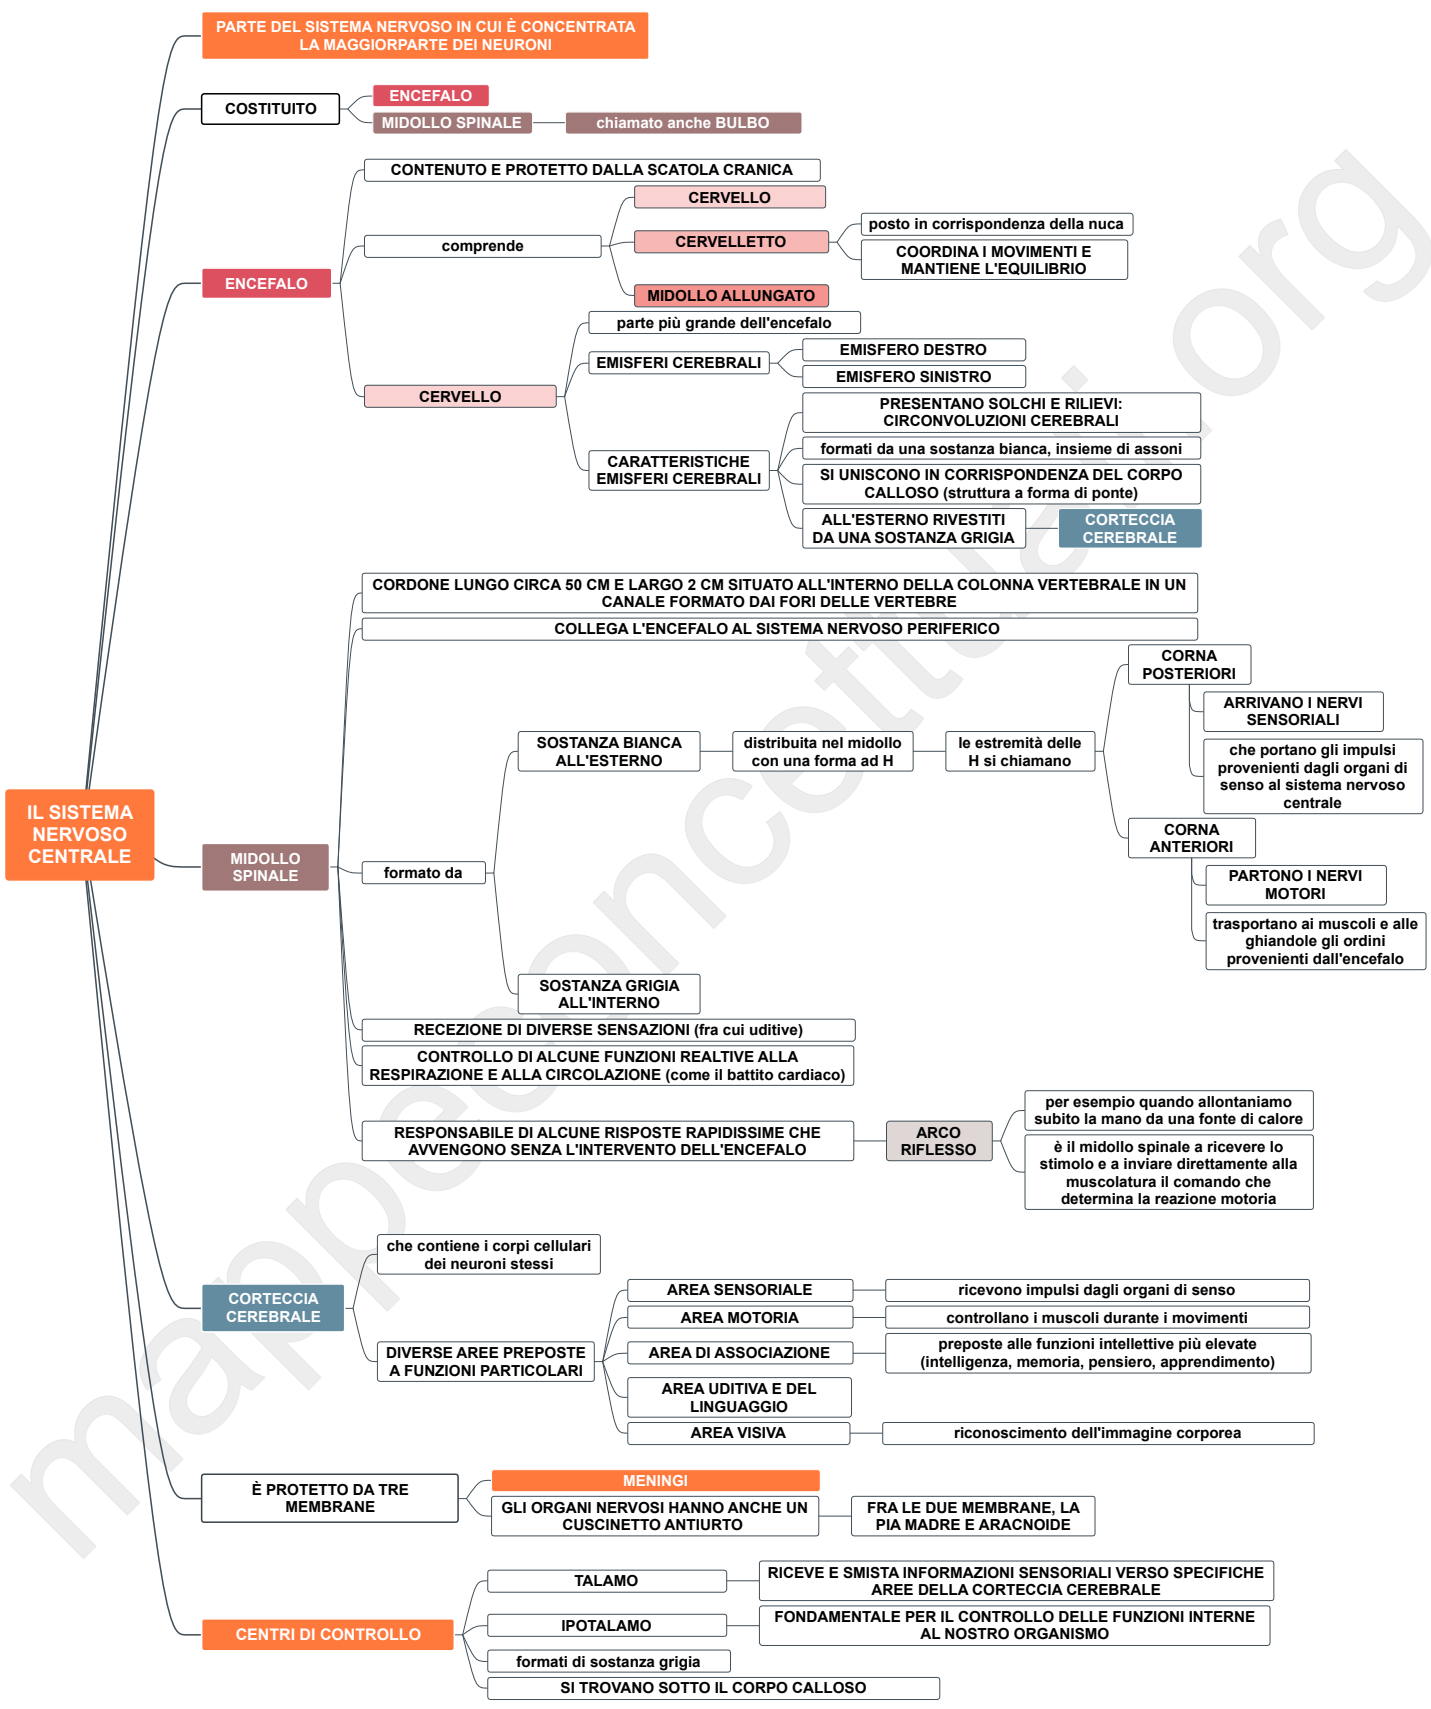 PARTE DEL SISTEMA NERVOSO IN CUI È CONCENTRATA
LA MAGGIORPARTE DEI NEURONI
COSTITUITO
ENCEFALO
MIDOLLO SPINALE
chiamato anche BULBO
ENCEFALO
CONTENUTO E PROTETTO DALLA SCATOLA CRANICA
comprende
CERVELLO
CERVELLETTO
posto in corrispondenza della nuca
COORDINA I MOVIMENTI E
MANTIENE L'EQUILIBRIO
MIDOLLO ALLUNGATO
CERVELLO
parte più grande dell'encefalo
EMISFERI CEREBRALI
EMISFERO DESTRO
EMISFERO SINISTRO
CARATTERISTICHE
EMISFERI CEREBRALI
PRESENTANO SOLCHI E RILIEVI:
CIRCONVOLUZIONI CEREBRALI
formati da una sostanza bianca, insieme di assoni
SI UNISCONO IN CORRISPONDENZA DEL CORPO
CALLOSO (struttura a forma di ponte)
ALL'ESTERNO RIVESTITI
DA UNA SOSTANZA GRIGIA
CORTECCIA
CEREBRALE
IL SISTEMA
NERVOSO
CENTRALE
MIDOLLO
SPINALE
CORDONE LUNGO CIRCA 50 CM E LARGO 2 CM SITUATO ALL'INTERNO DELLA COLONNA VERTEBRALE IN UN
CANALE FORMATO DAI FORI DELLE VERTEBRE
COLLEGA L'ENCEFALO AL SISTEMA NERVOSO PERIFERICO
formato da
SOSTANZA BIANCA
ALL'ESTERNO
distribuita nel midollo
con una forma ad H
le estremità delle
H si chiamano
CORNA
POSTERIORI
ARRIVANO I NERVI
SENSORIALI
che portano gli impulsi
provenienti dagli organi di
senso al sistema nervoso
centrale
CORNA
ANTERIORI
PARTONO I NERVI
MOTORI
trasportano ai muscoli e alle
ghiandole gli ordini
provenienti dall'encefalo
SOSTANZA GRIGIA
ALL'INTERNO
RECEZIONE DI DIVERSE SENSAZIONI (fra cui uditive)
CONTROLLO DI ALCUNE FUNZIONI REALTIVE ALLA
RESPIRAZIONE E ALLA CIRCOLAZIONE (come il battito cardiaco)
RESPONSABILE DI ALCUNE RISPOSTE RAPIDISSIME CHE
AVVENGONO SENZA L'INTERVENTO DELL'ENCEFALO
ARCO
RIFLESSO
per esempio quando allontaniamo
subito la mano da una fonte di calore
è il midollo spinale a ricevere lo
stimolo e a inviare direttamente alla
muscolatura il comando che
determina la reazione motoria
CORTECCIA
CEREBRALE
che contiene i corpi cellulari
dei neuroni stessi
DIVERSE AREE PREPOSTE
A FUNZIONI PARTICOLARI
AREA SENSORIALE
ricevono impulsi dagli organi di senso
AREA MOTORIA
controllano i muscoli durante i movimenti
AREA DI ASSOCIAZIONE
preposte alle funzioni intellettive più elevate
(intelligenza, memoria, pensiero, apprendimento)
AREA UDITIVA E DEL
LINGUAGGIO
AREA VISIVA
riconoscimento dell'immagine corporea
È PROTETTO DA TRE
MEMBRANE
MENINGI
GLI ORGANI NERVOSI HANNO ANCHE UN
CUSCINETTO ANTIURTO
FRA LE DUE MEMBRANE, LA
PIA MADRE E ARACNOIDE
CENTRI DI CONTROLLO
TALAMO
RICEVE E SMISTA INFORMAZIONI SENSORIALI VERSO SPECIFICHE
AREE DELLA CORTECCIA CEREBRALE
IPOTALAMO
FONDAMENTALE PER IL CONTROLLO DELLE FUNZIONI INTERNE
AL NOSTRO ORGANISMO
formati di sostanza grigia
SI TROVANO SOTTO IL CORPO CALLOSO
mappeconcettuali.org